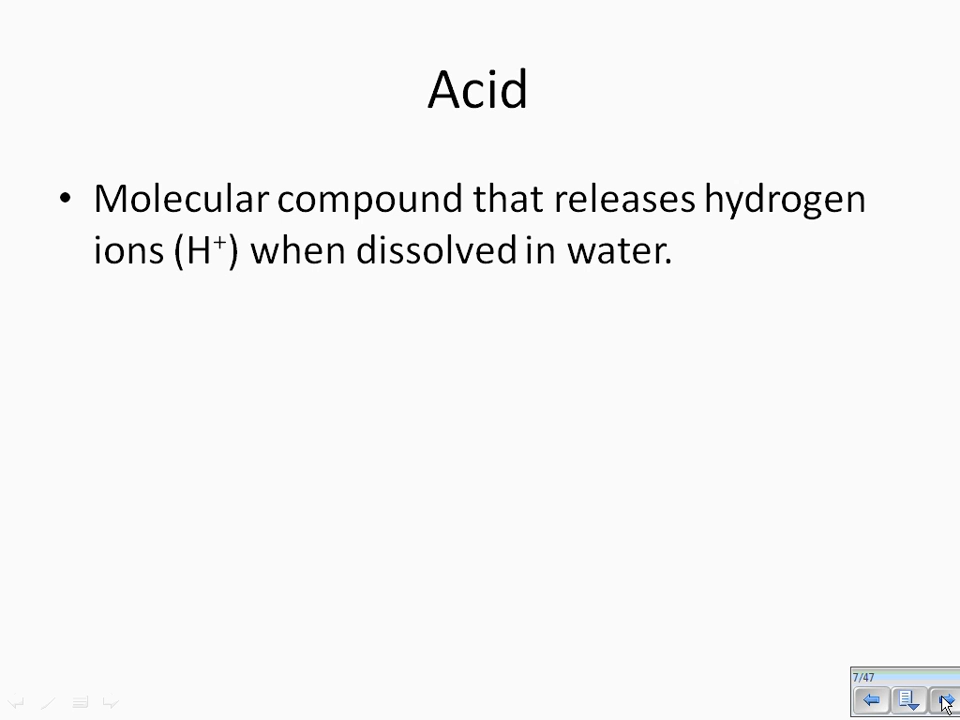 Acid
• Molecular compound that releases hydrogen
ions (H⁺) when dissolved in water.
7/47